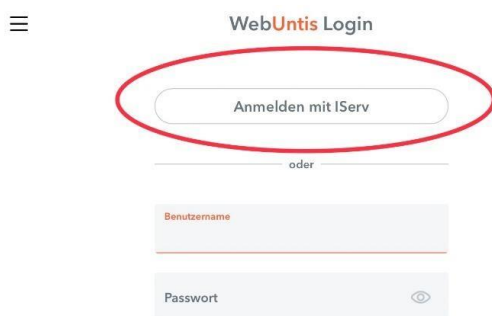 WebUntis Login
Anmelden mit IServ
oder
Benutzername
Passwort